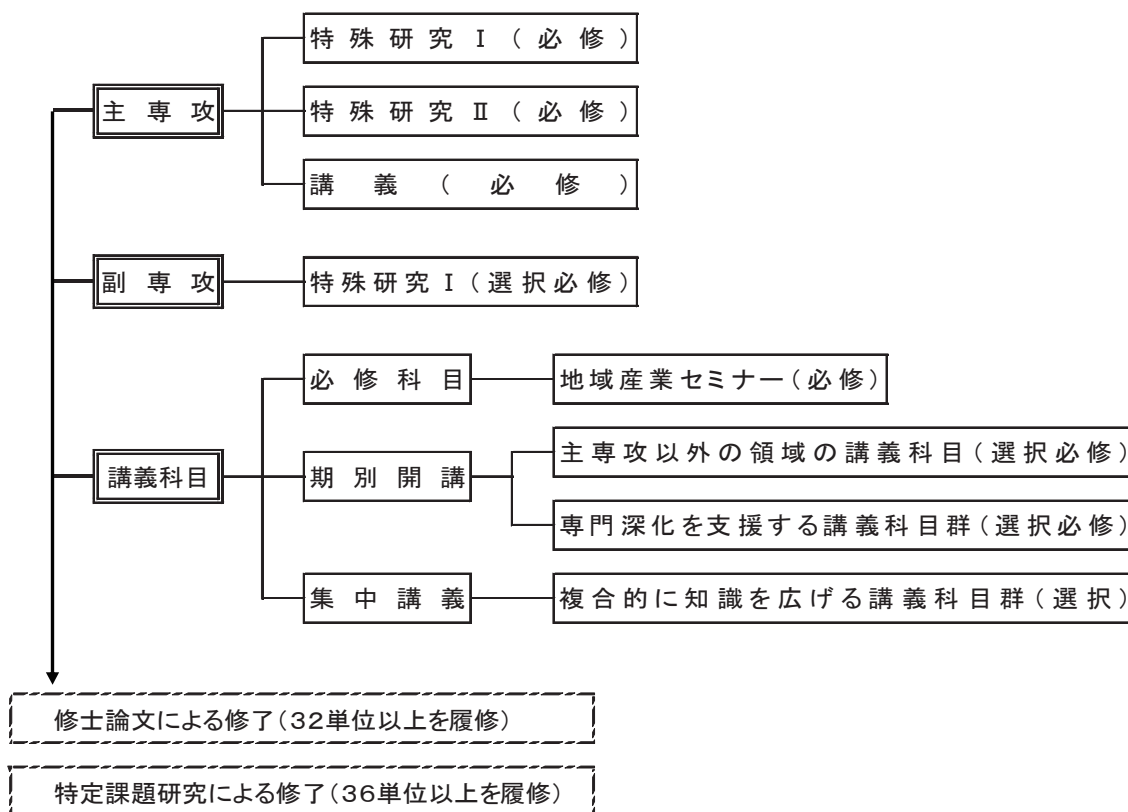 特殊研究Ⅰ(必修)
主専攻
特殊研究Ⅱ(必修)
講義(必修)
副専攻
特殊研究Ⅰ(選択必修)
必修科目
地域産業セミナー(必修)
講義科目
期別開講
主専攻以外の領域の講義科目(選択必修)
専門深化を支援する講義科目群(選択必修)
集中講義
複合的に知識を広げる講義科目群(選択)
修士論文による修了(32単位以上を履修)
特定課題研究による修了(36単位以上を履修)